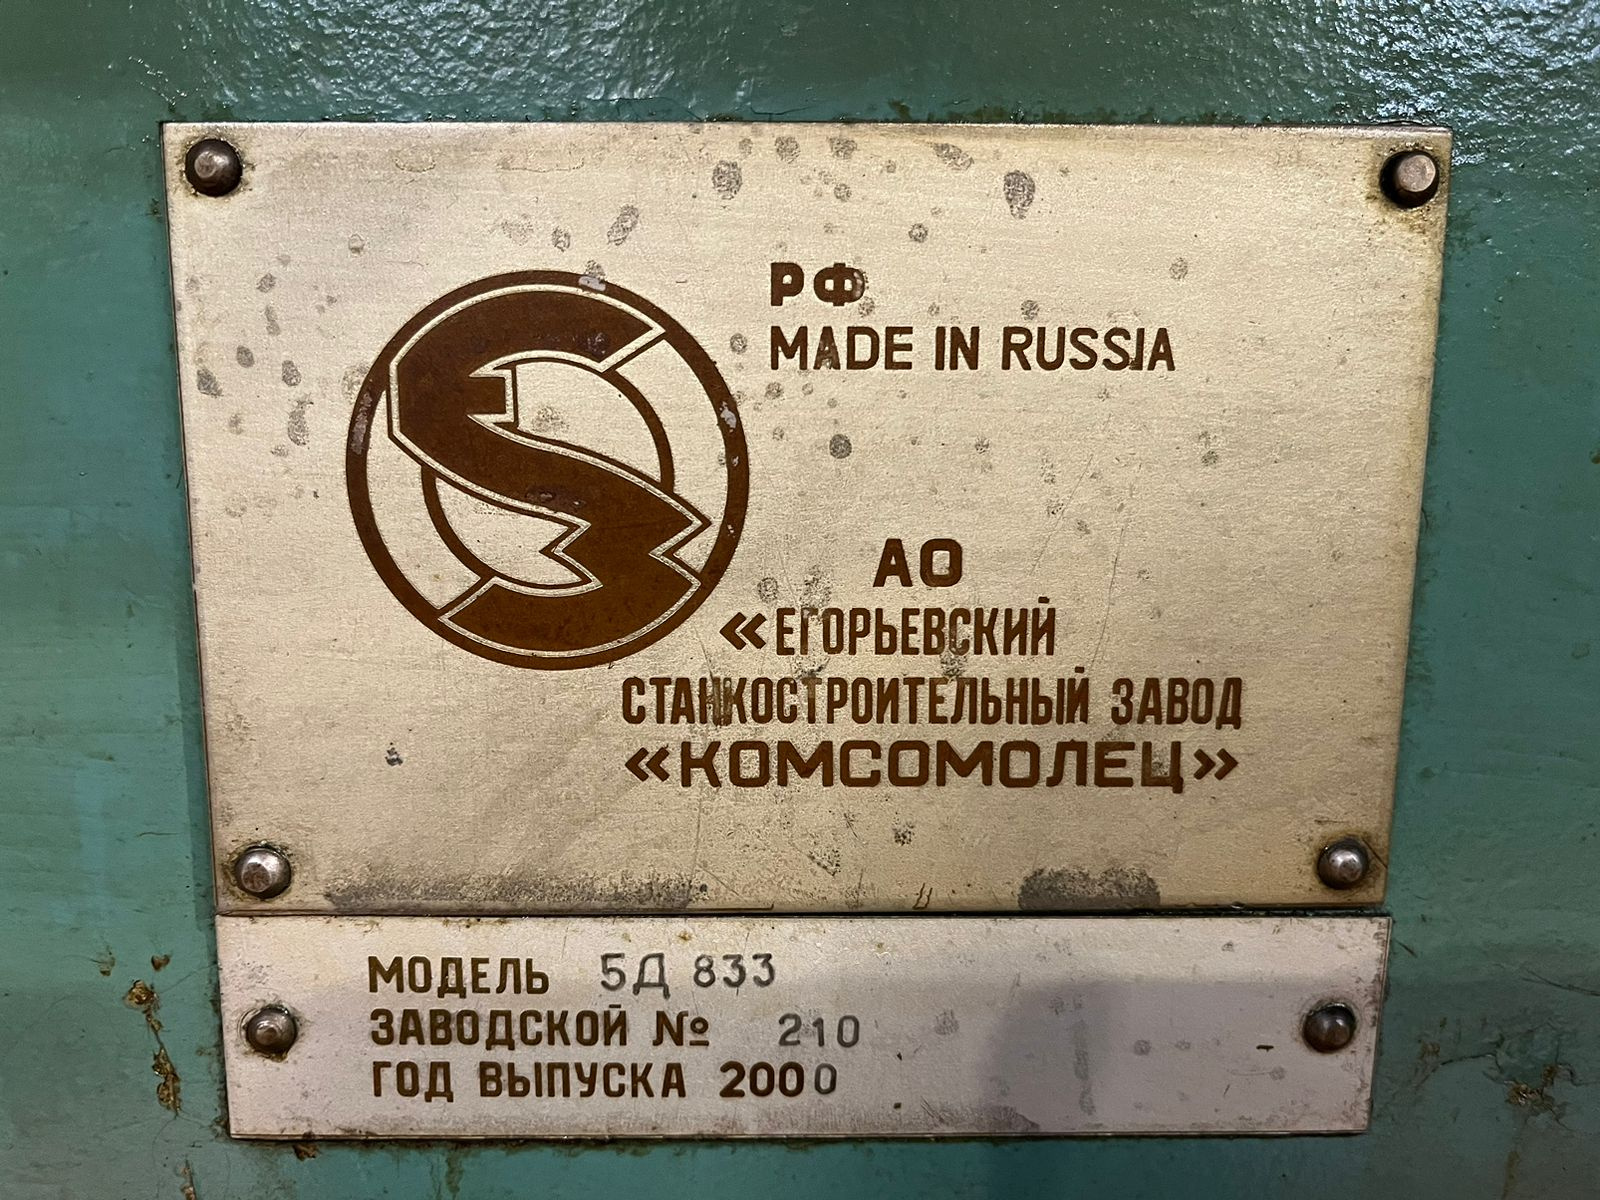 РФ
MADE IN RUSSIA
АО
«ЕГОРЬЕВСКИЙ
СТАНКОСТРОИТЕЛЬНЫЙ ЗАВОД
«КОМСОМОЛЕЦ»
МОДЕЛЬ 5Д 833
ЗАВОДСКОЙ № 210
ГОД ВЫПУСКА 2000